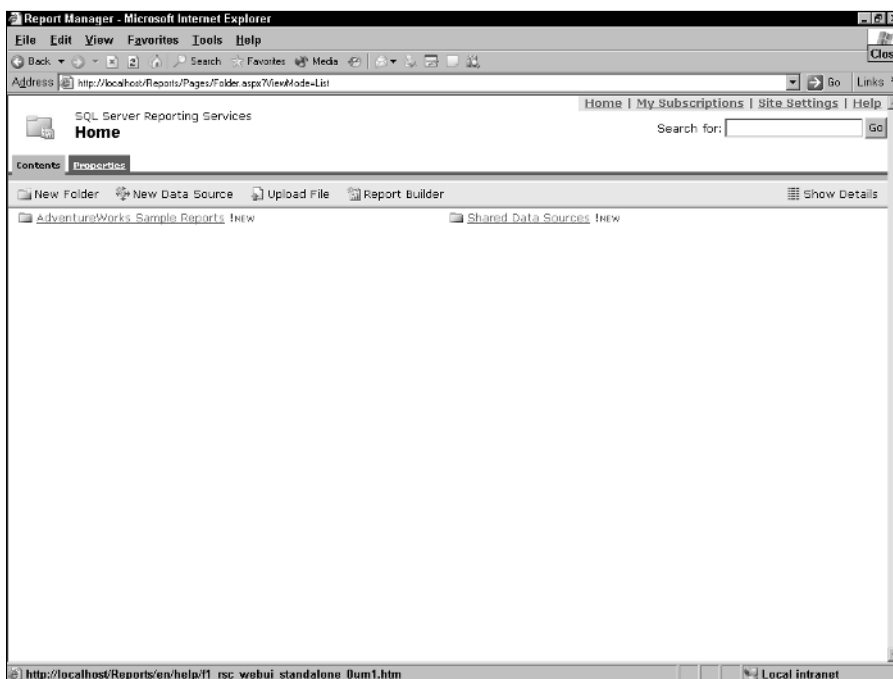 Report Manager - Microsoft Internet Explorer
File Edit View Favorites Tools Help
Clos
Back Search Favorites Media
Address http://localhost/Reports/Pages/Folder.aspx?ViewMode=List Go Links
Home | My Subscriptions | Site Settings | Help
SQL Server Reporting Services
Home
Search for: Go
Contents Properties
New Folder New Data Source Upload File Report Builder Show Details
AdventureWorks Sample Reports !NEW Shared Data Sources !NEW
http://localhost/Reports/en/help/f1_rsc_webui_standalone_0um1.htm Local intranet